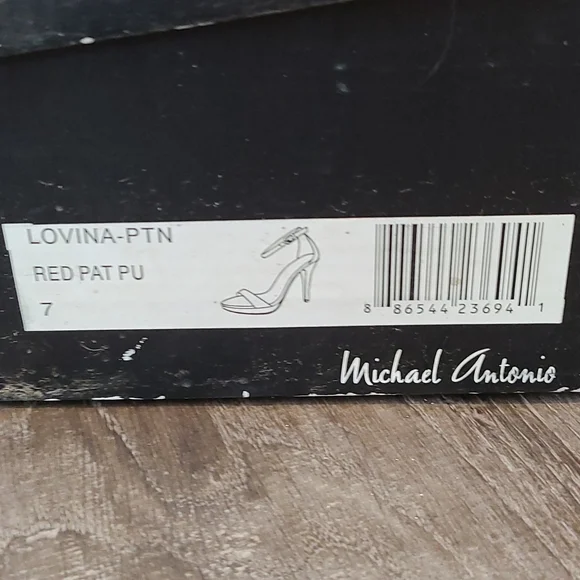 LOVINA-PTN
RED PAT PU
7
8 86544 23694 1
Michael Antonio